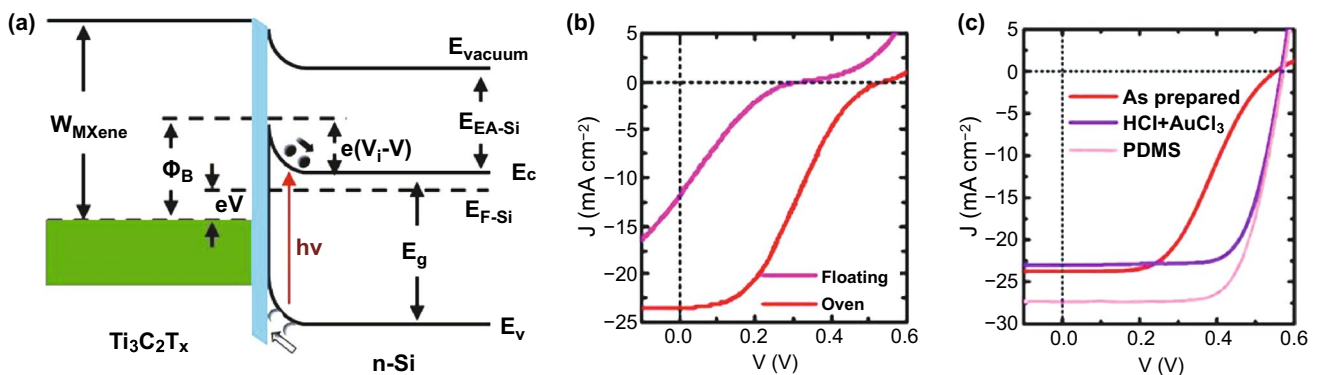 (a)
E_vacuum
W_MXene
E_EA-Si
Φ_B
e(V_i-V)
E_c
eV
E_F-Si
hν
E_g
E_v
Ti₃C₂Tₓ
n-Si
(b)
5
0
−5
−10
−15
−20
−25
J (mA cm⁻²)
Floating
Oven
0.0 0.2 0.4 0.6
V (V)
(c)
5
0
−5
−10
−15
−20
−25
−30
J (mA cm⁻²)
As prepared
HCl+AuCl₃
PDMS
0.0 0.2 0.4 0.6
V (V)